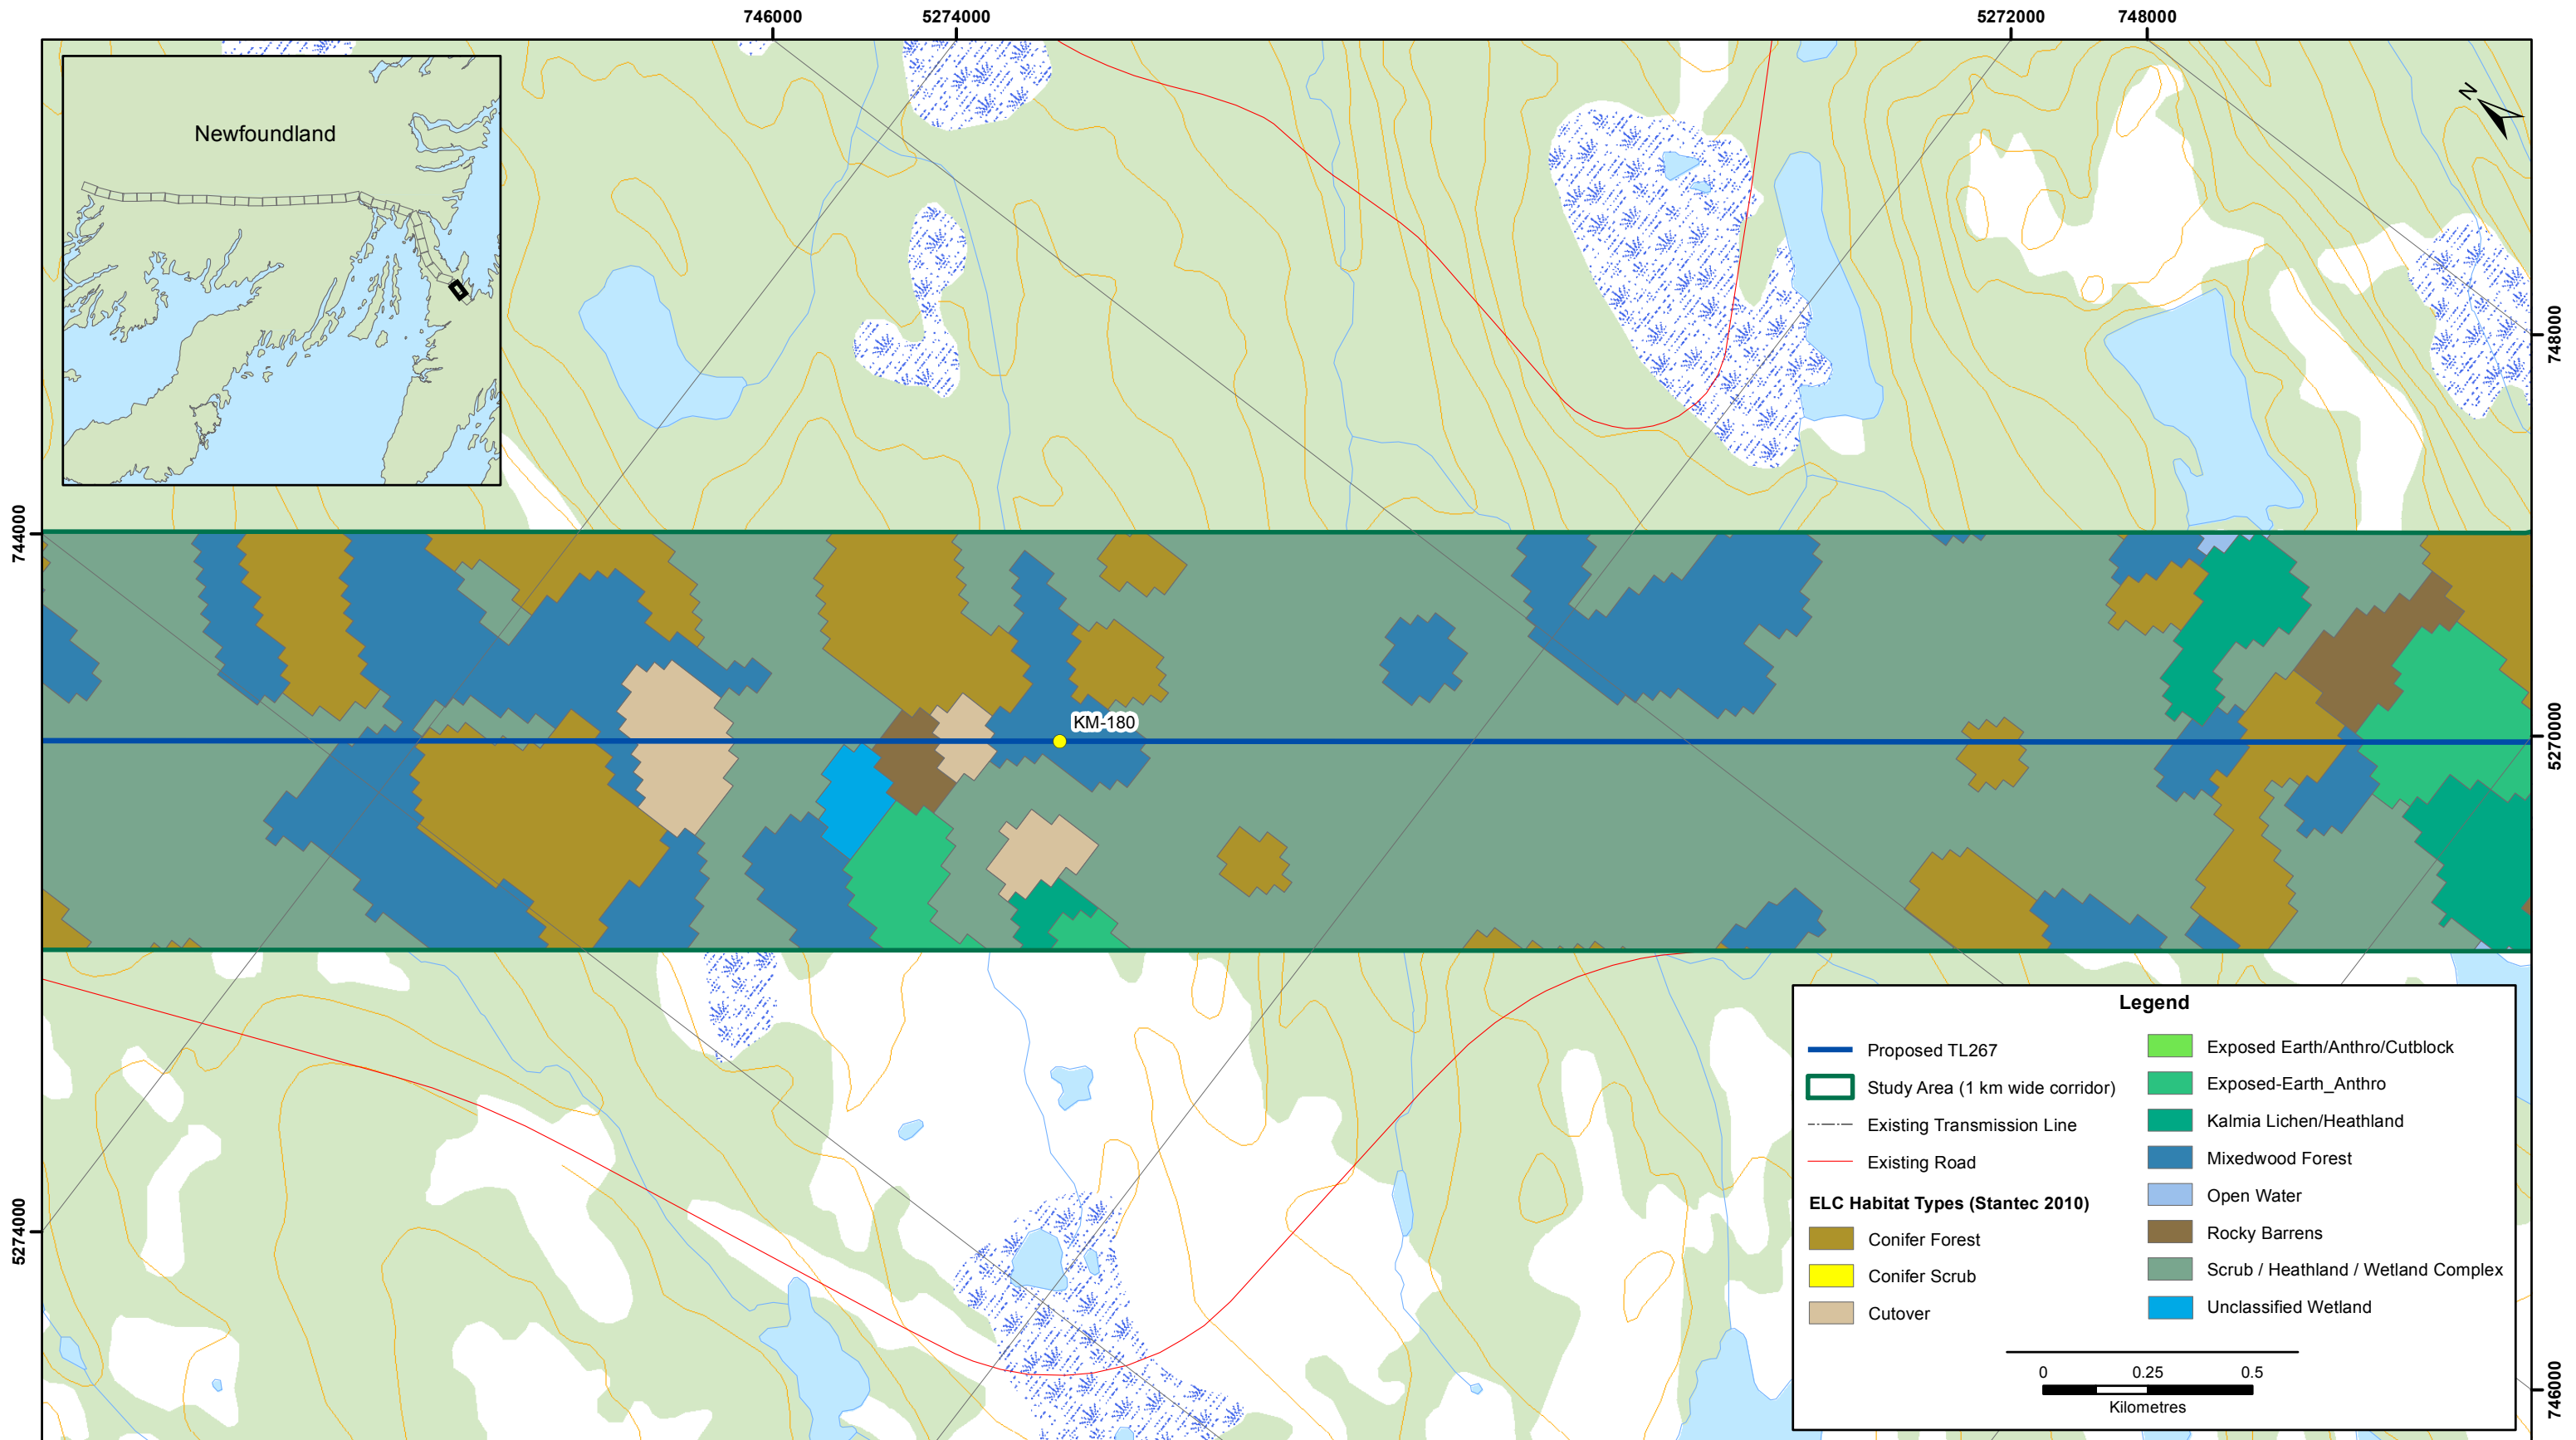 746000
5274000
5272000
748000
Newfoundland
N
748000
744000
KM-180
5270000
5274000
746000
Legend
Proposed TL267
Study Area (1 km wide corridor)
Existing Transmission Line
Existing Road
ELC Habitat Types (Stantec 2010)
Conifer Forest
Conifer Scrub
Cutover
Exposed Earth/Anthro/Cutblock
Exposed-Earth_Anthro
Kalmia Lichen/Heathland
Mixedwood Forest
Open Water
Rocky Barrens
Scrub / Heathland / Wetland Complex
Unclassified Wetland
0 0.25 0.5
Kilometres